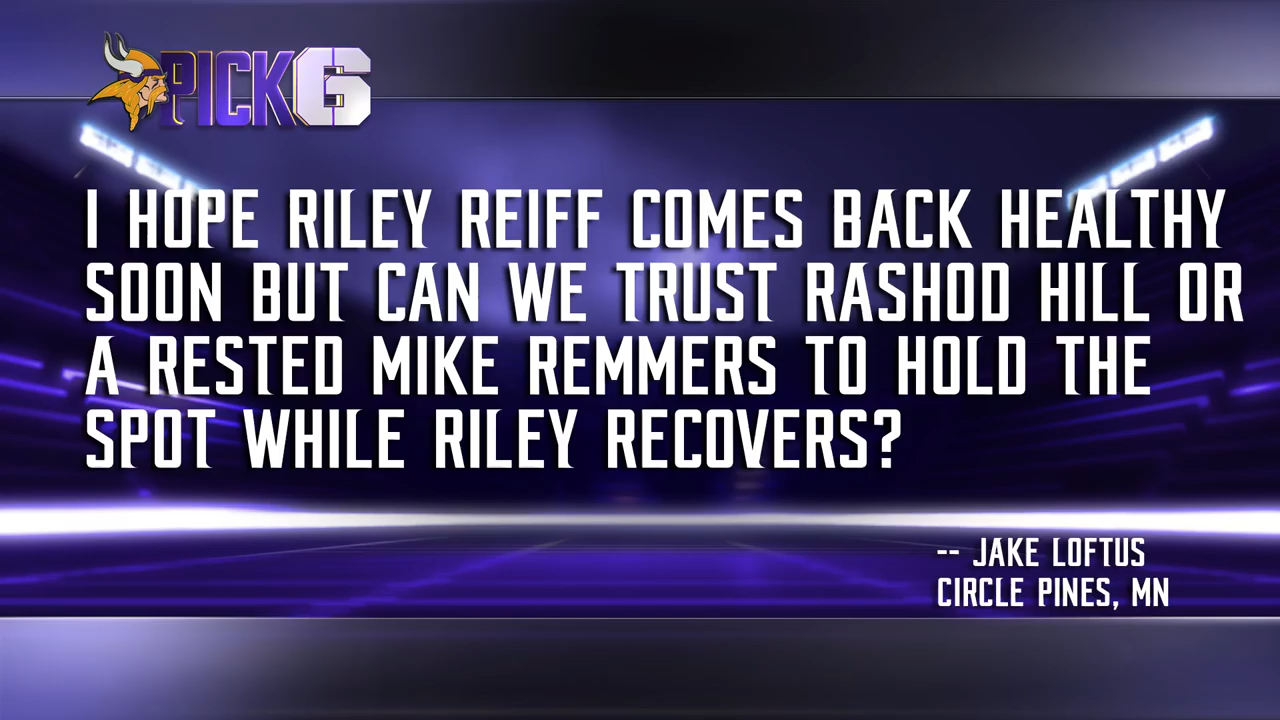 PICK6
I HOPE RILEY REIFF COMES BACK HEALTHY
SOON BUT CAN WE TRUST RASHOD HILL OR
A RESTED MIKE REMMERS TO HOLD THE
SPOT WHILE RILEY RECOVERS?
-- JAKE LOFTUS
CIRCLE PINES, MN